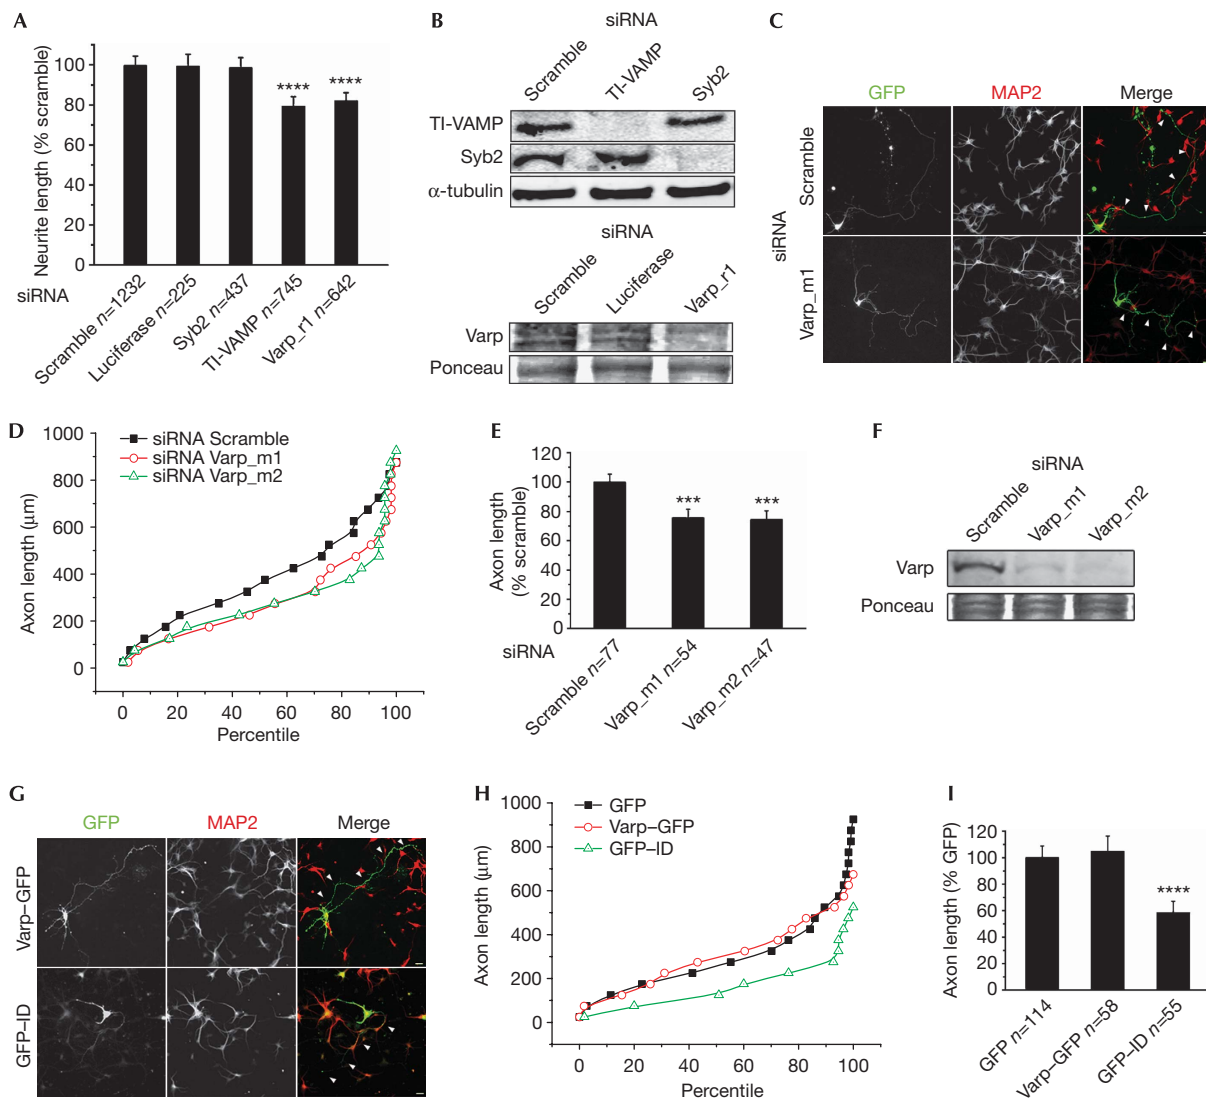 A
Neurite length (% scramble)
120
100
80
60
40
20
0
****
****
siRNA
Scramble n=1232
Luciferase n=225
Syb2 n=437
TI-VAMP n=745
Varp_r1 n=642
B
siRNA
Scramble
TI-VAMP
Syb2
TI-VAMP
Syb2
α-tubulin
siRNA
Scramble
Luciferase
Varp_r1
Varp
Ponceau
C
GFP
MAP2
Merge
siRNA
Scramble
Varp_m1
D
Axon length (μm)
1000
800
600
400
200
0
siRNA Scramble
siRNA Varp_m1
siRNA Varp_m2
0
20
40
60
80
100
Percentile
E
Axon length
(% scramble)
120
100
80
60
40
20
0
***
***
siRNA
Scramble n=77
Varp_m1 n=54
Varp_m2 n=47
F
siRNA
Scramble
Varp_m1
Varp_m2
Varp
Ponceau
G
GFP
MAP2
Merge
Varp–GFP
GFP–ID
H
Axon length (μm)
1000
800
600
400
200
0
GFP
Varp–GFP
GFP–ID
0
20
40
60
80
100
Percentile
I
Axon length (% GFP)
120
100
80
60
40
20
0
****
GFP n=114
Varp–GFP n=58
GFP–ID n=55